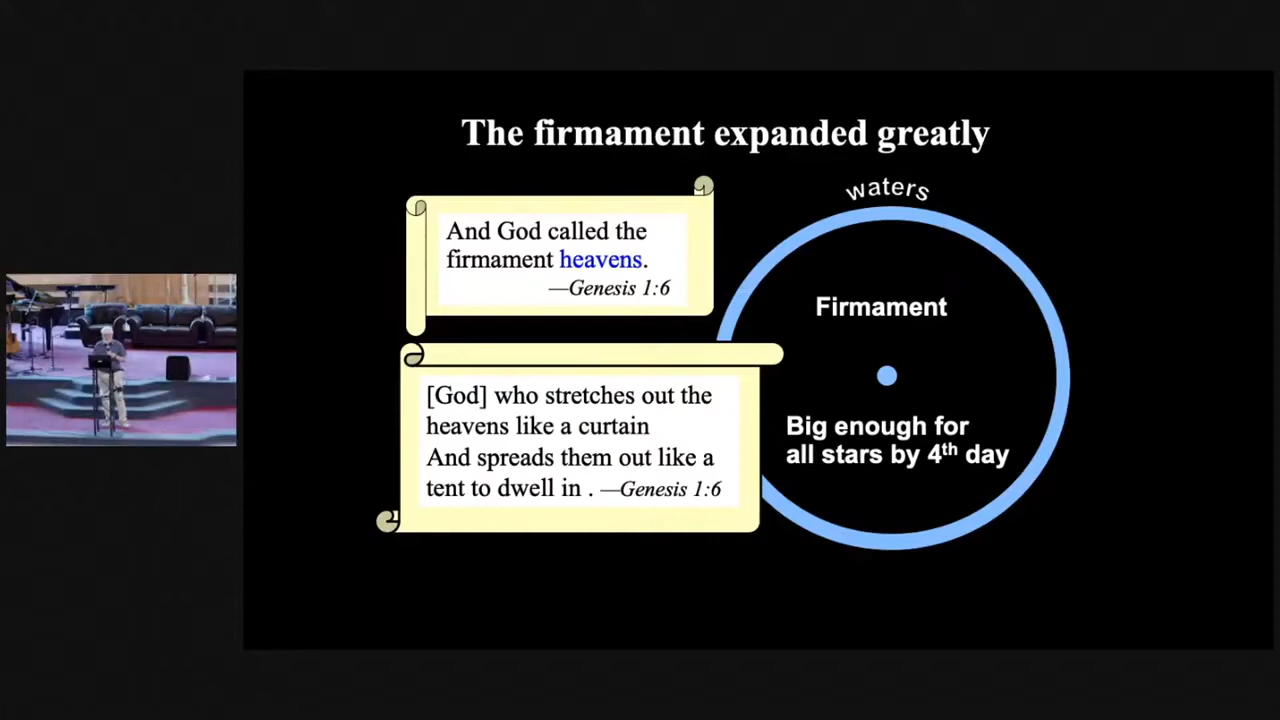 The firmament expanded greatly
And God called the
firmament heavens.
—Genesis 1:6
[God] who stretches out the
heavens like a curtain
And spreads them out like a
tent to dwell in . —Genesis 1:6
waters
Firmament
Big enough for
all stars by 4th day